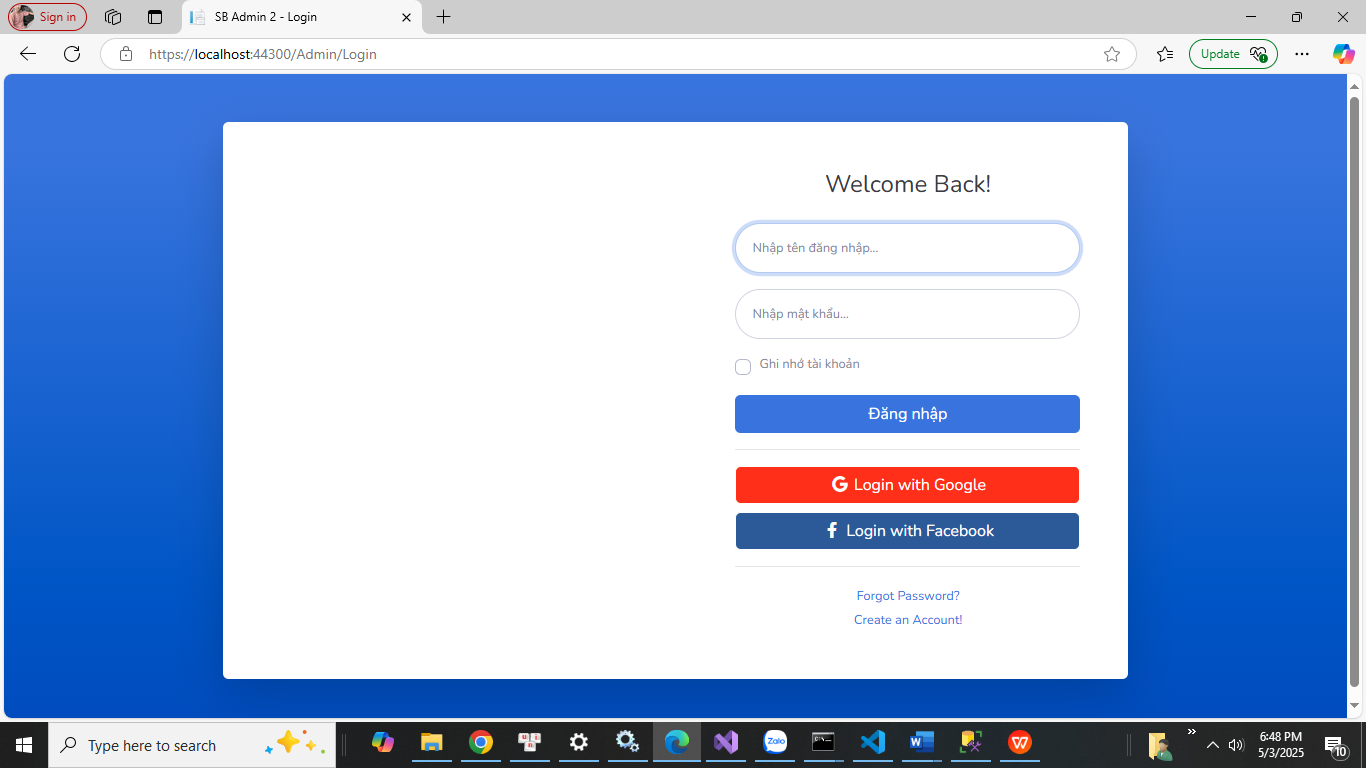 Sign in
SB Admin 2 - Login
https://localhost:44300/Admin/Login
Update
Welcome Back!
Nhập tên đăng nhập...
Nhập mật khẩu...
Ghi nhớ tài khoản
Đăng nhập
Login with Google
Login with Facebook
Forgot Password?
Create an Account!
Type here to search
Zalo
6:48 PM
5/3/2025
10